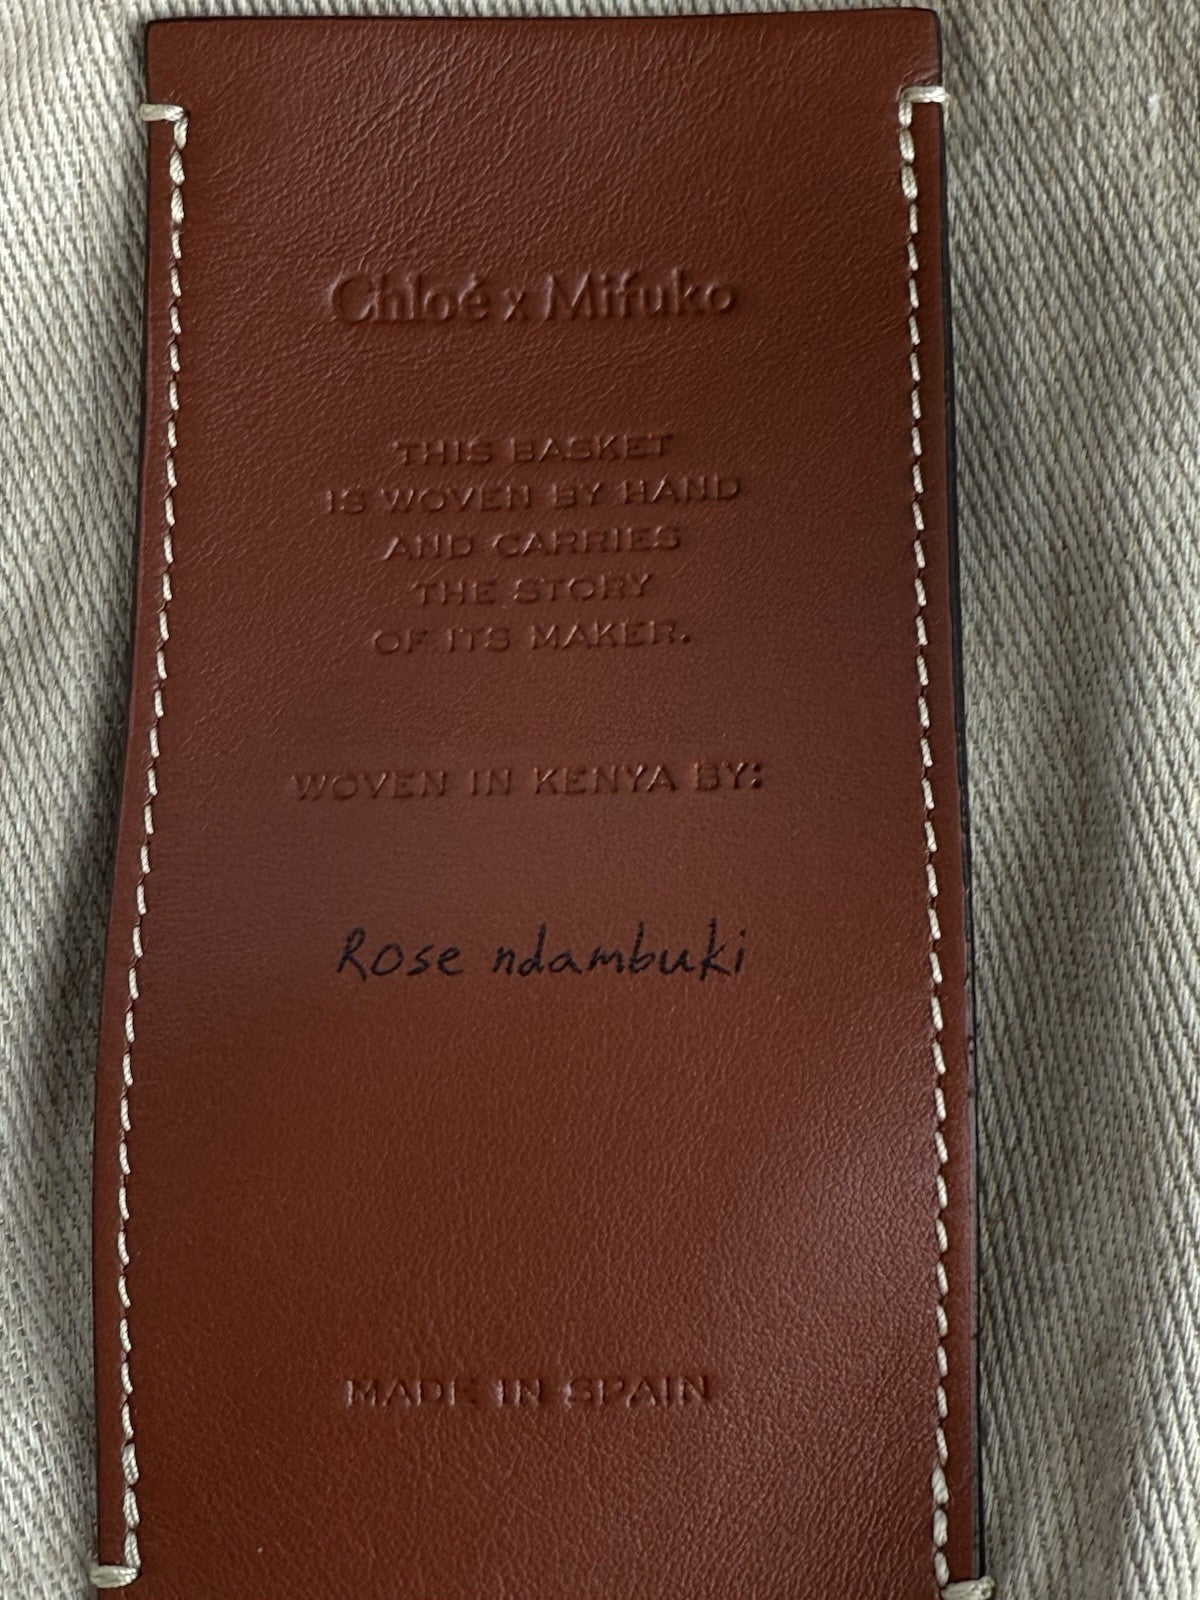 Chloé x Mifuko
THIS BASKET
IS WOVEN BY HAND
AND CARRIES
THE STORY
OF ITS MAKER.
WOVEN IN KENYA BY:
Rose ndambuki
MADE IN SPAIN